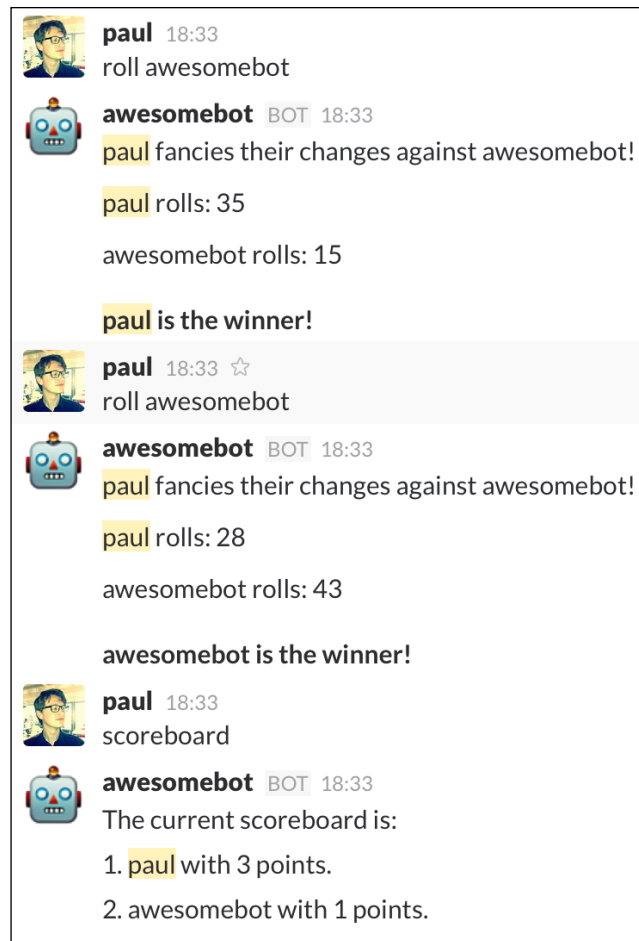 paul 18:33
roll awesomebot
awesomebot BOT 18:33
paul fancies their changes against awesomebot!
paul rolls: 35
awesomebot rolls: 15
paul is the winner!
paul 18:33
roll awesomebot
awesomebot BOT 18:33
paul fancies their changes against awesomebot!
paul rolls: 28
awesomebot rolls: 43
awesomebot is the winner!
paul 18:33
scoreboard
awesomebot BOT 18:33
The current scoreboard is:
1. paul with 3 points.
2. awesomebot with 1 points.